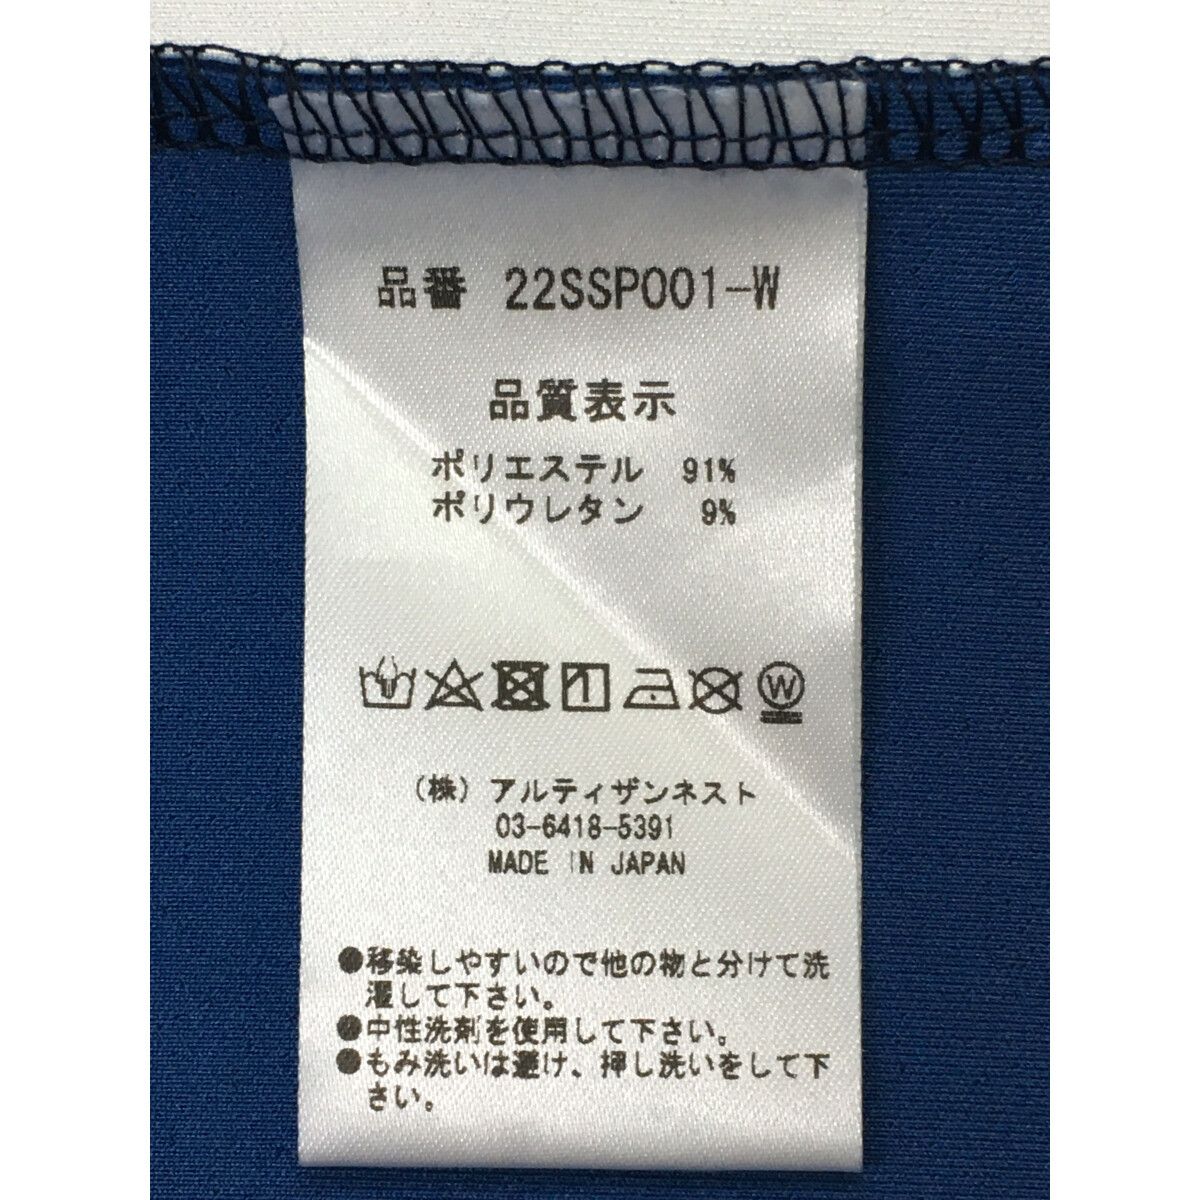 品番 22SSP001-W
品質表示
ポリエステル 91%
ポリウレタン 9%
W
(株)アルティザンネスト
03-6418-5391
MADE IN JAPAN
●移染しやすいので他の物と分けて洗
濯して下さい。
●中性洗剤を使用して下さい。
●もみ洗いは避け、押し洗いをして下
さい。